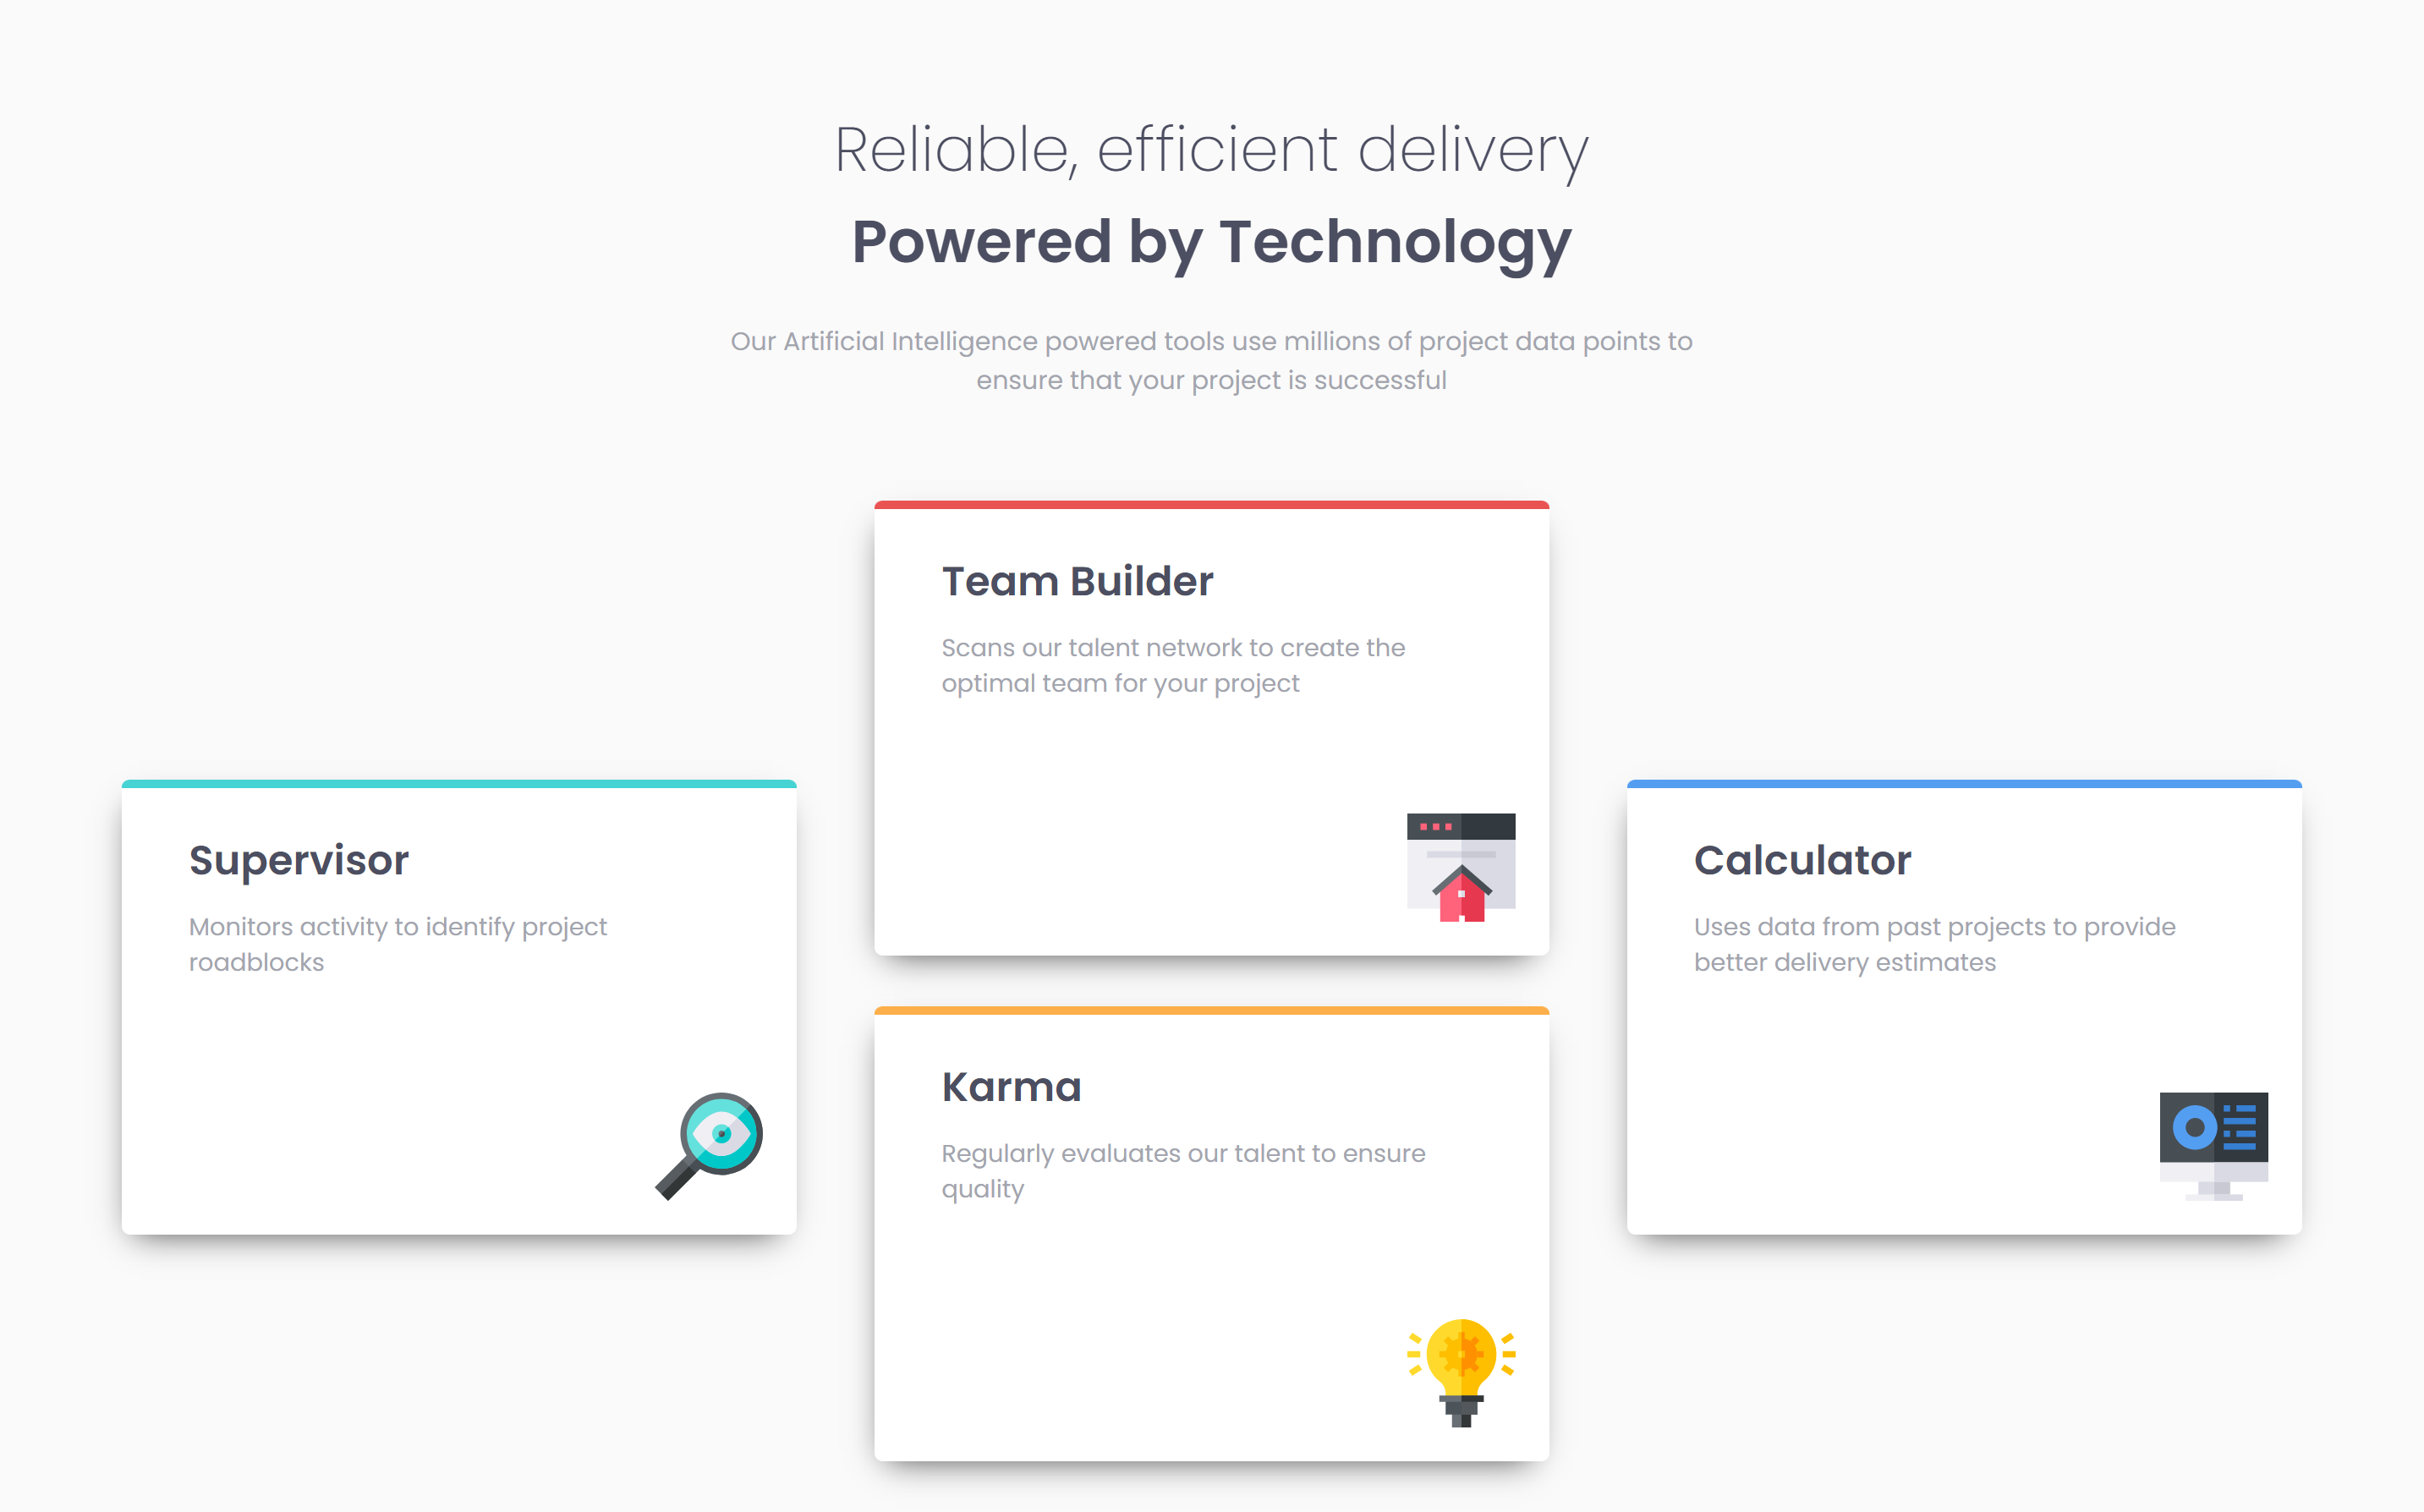 Reliable, efficient delivery
Powered by Technology
Our Artificial Intelligence powered tools use millions of project data points to
ensure that your project is successful
Supervisor
Monitors activity to identify project
roadblocks
Team Builder
Scans our talent network to create the
optimal team for your project
Karma
Regularly evaluates our talent to ensure
quality
Calculator
Uses data from past projects to provide
better delivery estimates